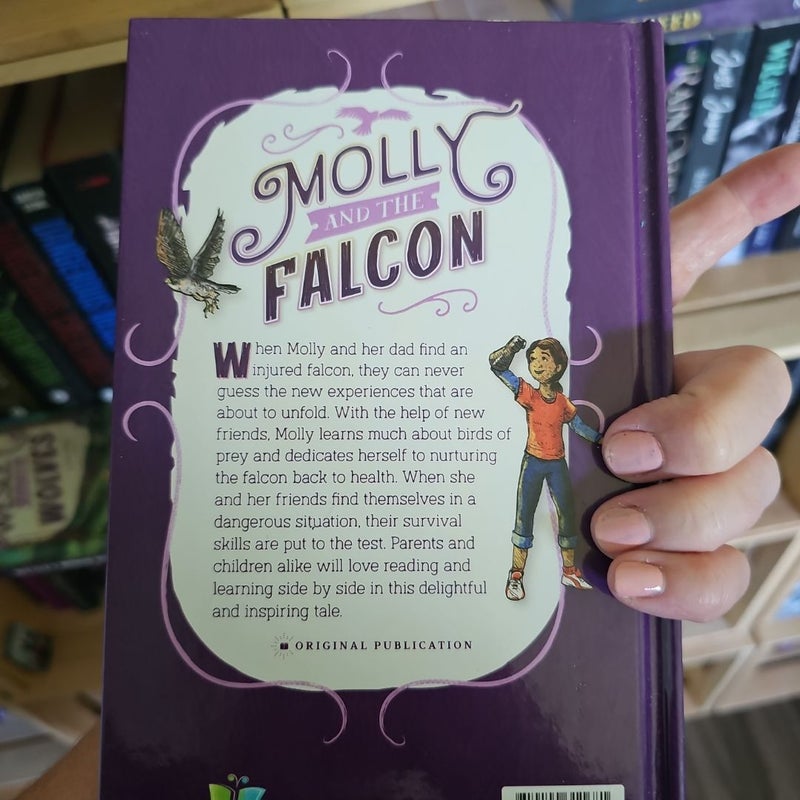 MOLLY
AND THE
FALCON
When Molly and her dad find an
injured falcon, they can never
guess the new experiences that are
about to unfold. With the help of new
friends, Molly learns much about birds of
prey and dedicates herself to nurturing
the falcon back to health. When she
and her friends find themselves in a
dangerous situation, their survival
skills are put to the test. Parents and
children alike will love reading and
learning side by side in this delightful
and inspiring tale.
ORIGINAL PUBLICATION
WOLVES